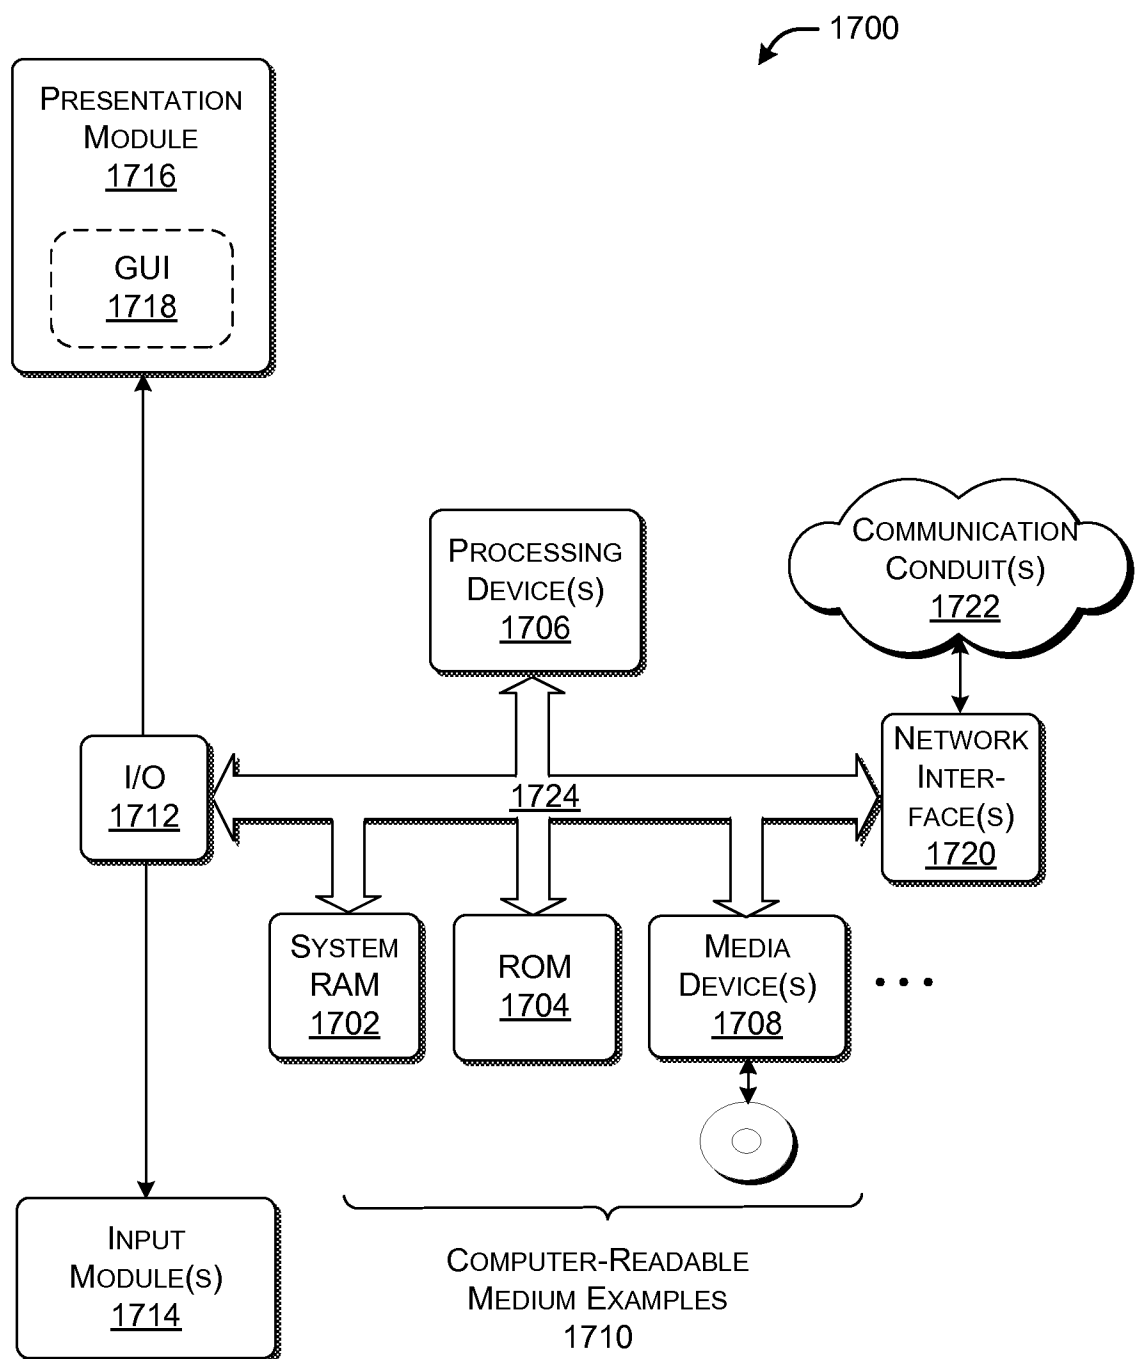 1700
PRESENTATION
MODULE
1716
GUI
1718
COMMUNICATION
CONDUIT(S)
1722
PROCESSING
DEVICE(S)
1706
NETWORK
INTER-
FACE(S)
1720
I/O
1712
1724
SYSTEM
RAM
1702
ROM
1704
MEDIA
DEVICE(S)
1708
...
INPUT
MODULE(S)
1714
COMPUTER-READABLE
MEDIUM EXAMPLES
1710